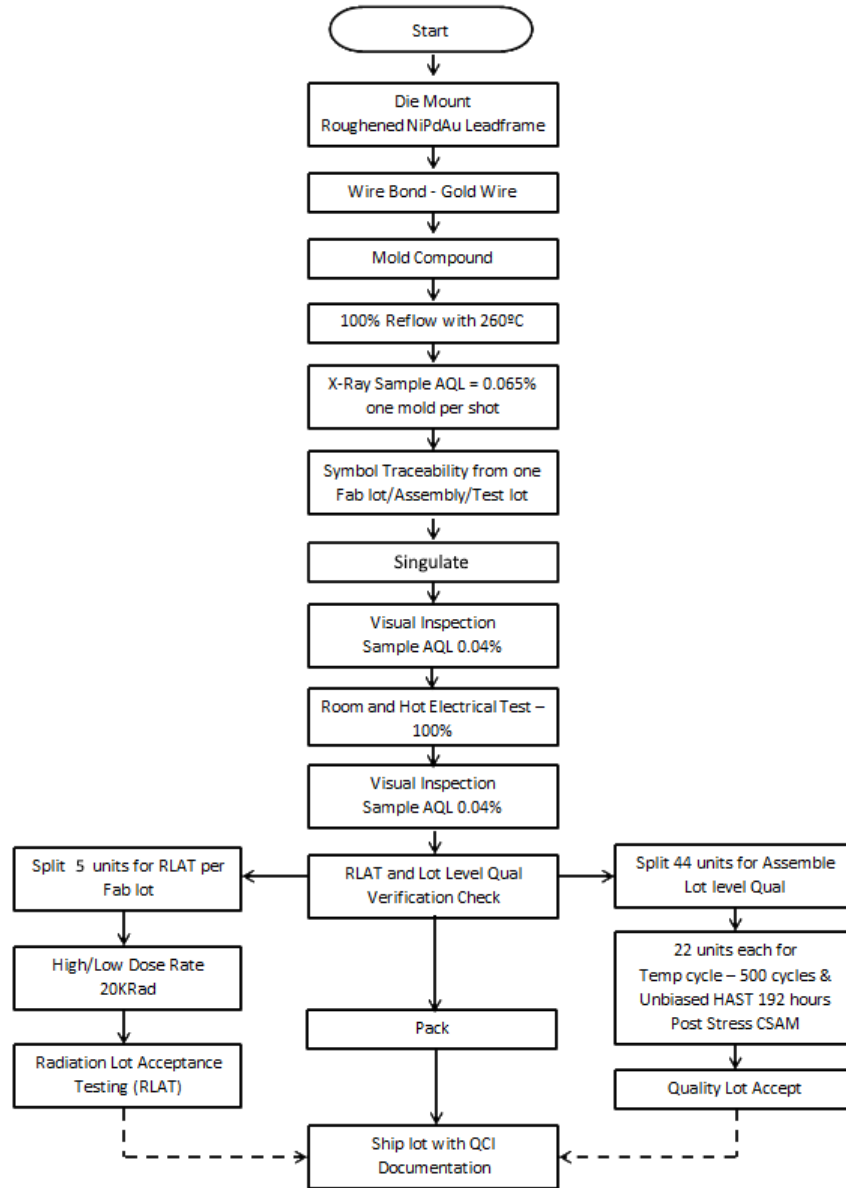 Start
Die Mount
Roughened NiPdAu Leadframe
Wire Bond - Gold Wire
Mold Compound
100% Reflow with 260ºC
X-Ray Sample AQL = 0.065%
one mold per shot
Symbol Traceability from one
Fab lot/Assembly/Test lot
Singulate
Visual Inspection
Sample AQL 0.04%
Room and Hot Electrical Test –
100%
Visual Inspection
Sample AQL 0.04%
RLAT and Lot Level Qual
Verification Check
Split 5 units for RLAT per
Fab lot
High/Low Dose Rate
20KRad
Radiation Lot Acceptance
Testing (RLAT)
Split 44 units for Assemble
Lot level Qual
22 units each for
Temp cycle – 500 cycles &
Unbiased HAST 192 hours
Post Stress CSAM
Quality Lot Accept
Pack
Ship lot with QCI
Documentation